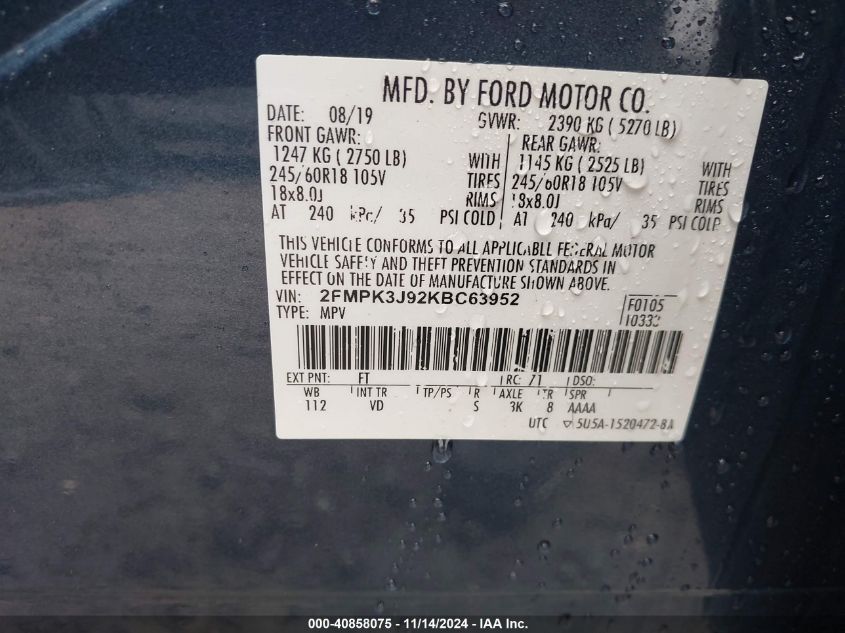 MFD. BY FORD MOTOR CO.
DATE: 08/19 GVWR: 2390 KG ( 5270 LB)
FRONT GAWR: REAR GAWR:
1247 KG ( 2750 LB) WITH 1145 KG ( 2525 LB) WITH
245/60R18 105V TIRES 245/60R18 105V TIRES
18x8.0J RIMS 18x8.0J RIMS
AT 240 kPa/ 35 PSI COLD AT 240 kPa/ 35 PSI COLD
THIS VEHICLE CONFORMS TO ALL APPLICABLE FEDERAL MOTOR
VEHICLE SAFETY AND THEFT PREVENTION STANDARDS IN
EFFECT ON THE DATE OF MANUFACTURE SHOWN ABOVE.
VIN: 2FMPK3J92KBC63952 F0105
TYPE: MPV
EXT PNT: FT RC: 71 DSO:
WB INT TR TP/PS R AXLE TR SPR
112 VD S 3K 8 AAAA
UTC ▽ 5U5A-1520472-8A
000-40858075 - 11/14/2024 - IAA Inc.